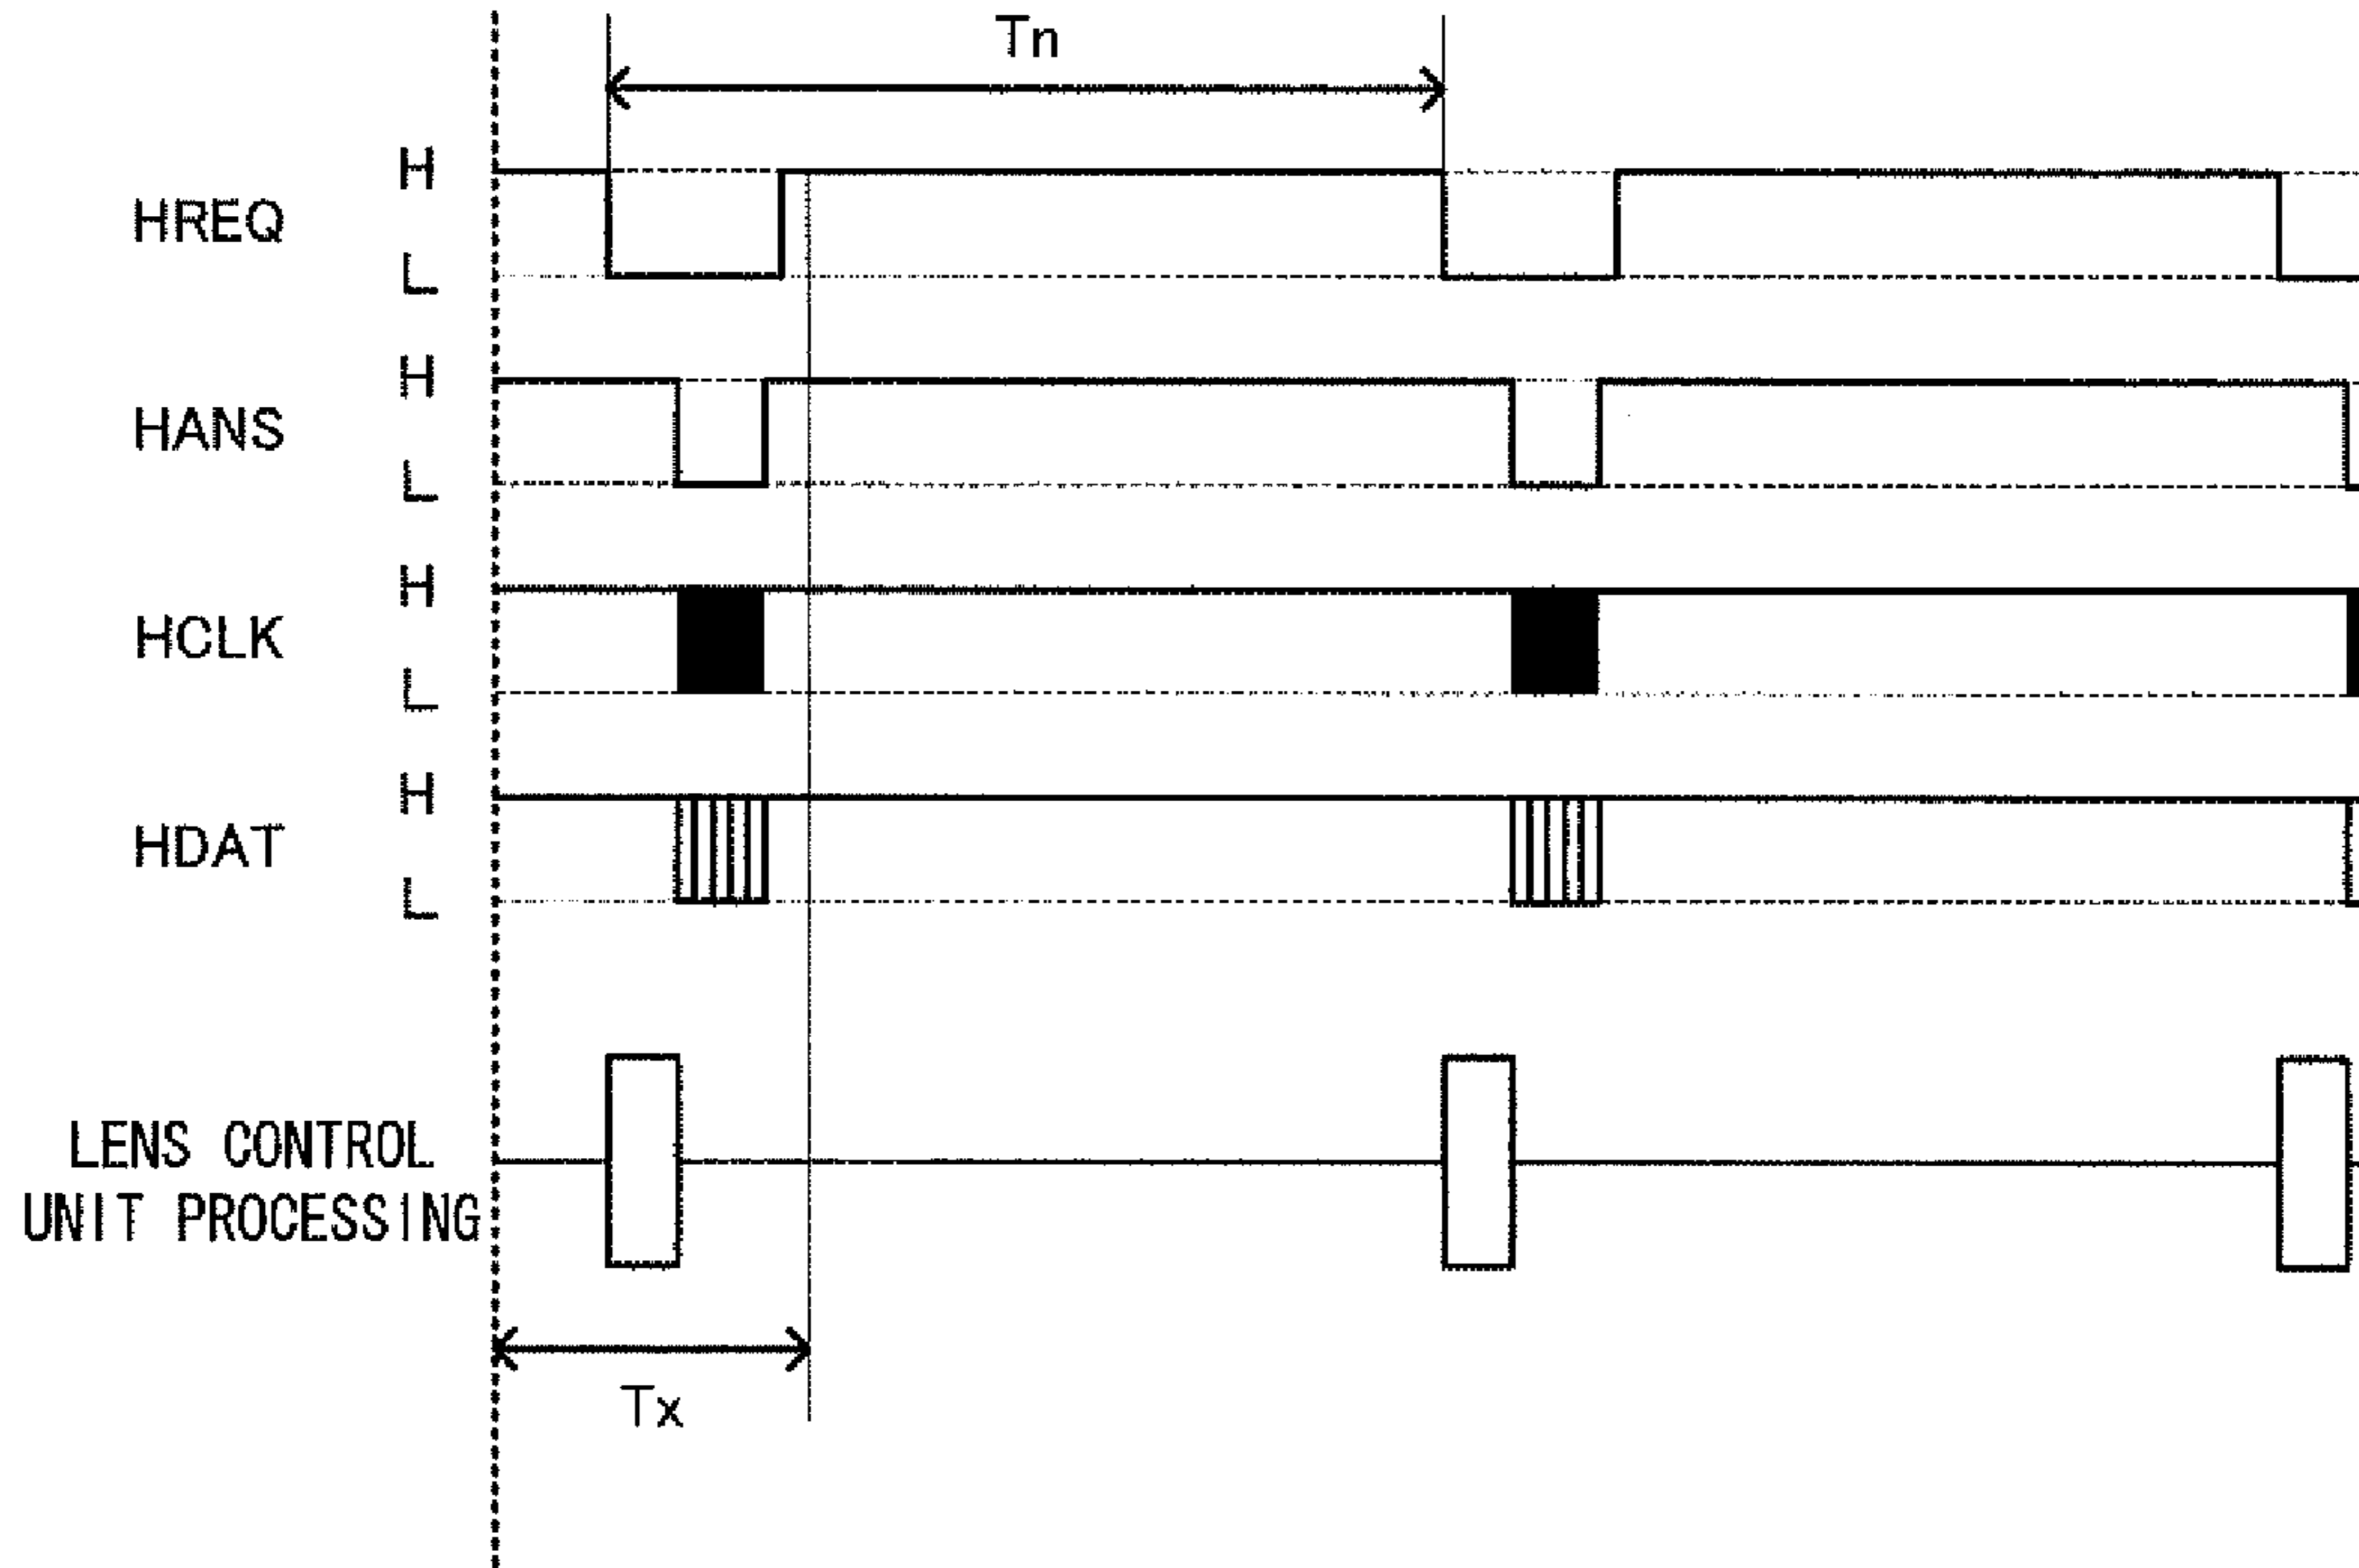 Tn
H
HREQ
L
H
HANS
L
H
HCLK
L
H
HDAT
L
LENS CONTROL
UNIT PROCESSING
Tx